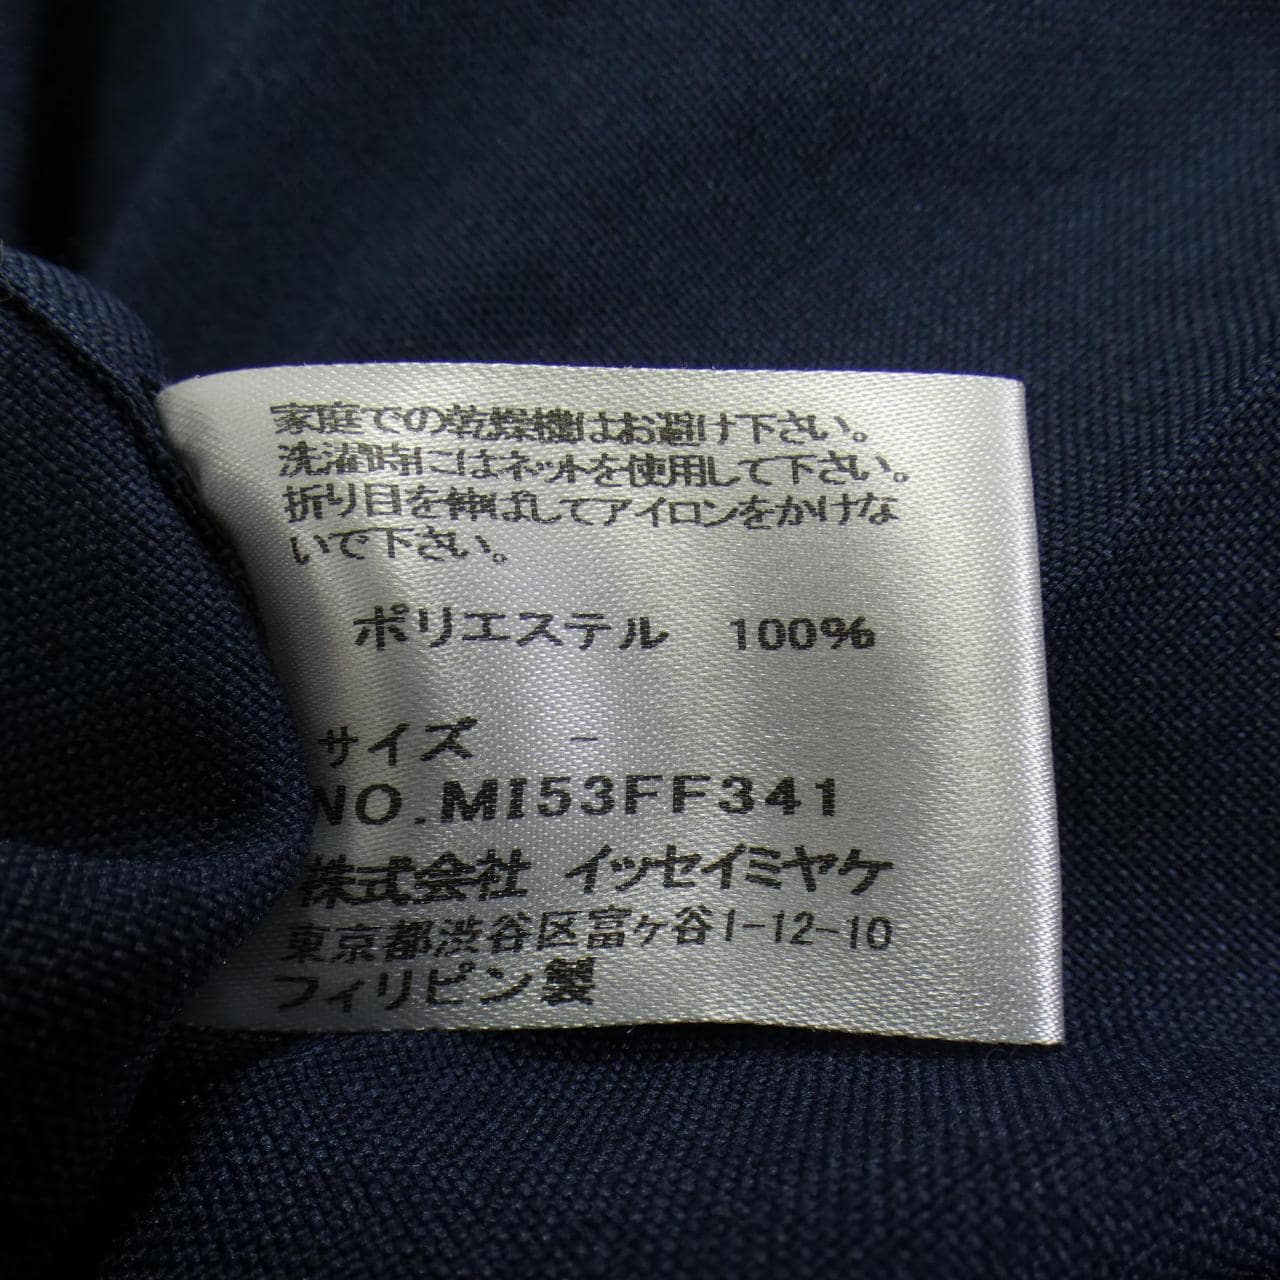 家庭での乾燥機はお避け下さい。
洗濯時にはネットを使用して下さい。
折り目を伸ばしてアイロンをかけな
いで下さい。
ポリエステル 100%
サイズ -
NO.MI53FF341
株式会社 イッセイミヤケ
東京都渋谷区富ヶ谷1-12-10
フィリピン製